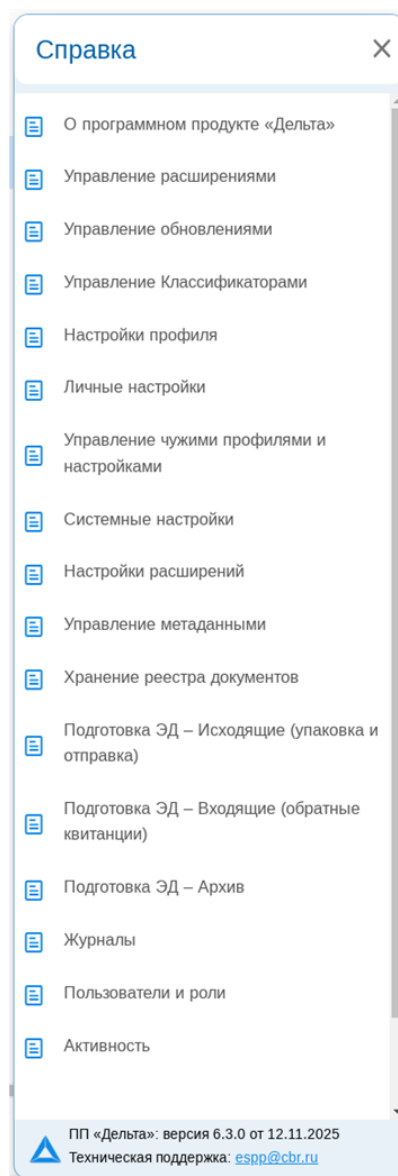 Справка
О программном продукте «Дельта»
Управление расширениями
Управление обновлениями
Управление Классификаторами
Настройки профиля
Личные настройки
Управление чужими профилями и
настройками
Системные настройки
Настройки расширений
Управление метаданными
Хранение реестра документов
Подготовка ЭД – Исходящие (упаковка и
отправка)
Подготовка ЭД – Входящие (обратные
квитанции)
Подготовка ЭД – Архив
Журналы
Пользователи и роли
Активность
ПП «Дельта»: версия 6.3.0 от 12.11.2025
Техническая поддержка: espp@cbr.ru